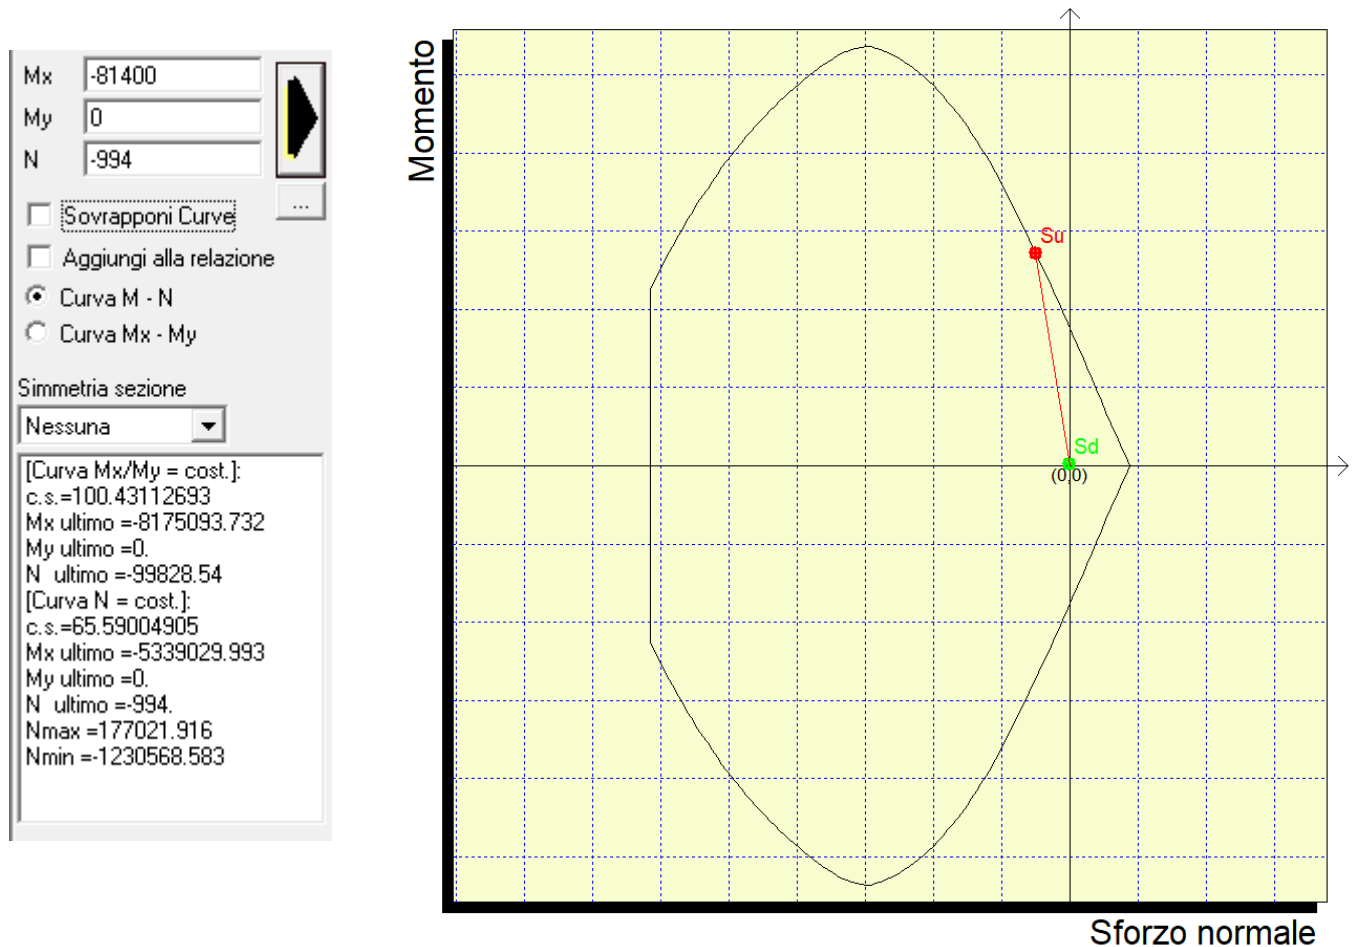 Mx -81400
My 0
N -994
...
Sovrapponi Curve
Aggiungi alla relazione
Curva M - N
Curva Mx - My
Simmetria sezione
Nessuna
[Curva Mx/My = cost.]:
c.s.=100.43112693
Mx ultimo =-8175093.732
My ultimo =0.
N  ultimo =-99828.54
[Curva N = cost.]:
c.s.=65.59004905
Mx ultimo =-5339029.993
My ultimo =0.
N  ultimo =-994.
Nmax =177021.916
Nmin =-1230568.583
Momento
Su
Sd
(0,0)
Sforzo normale